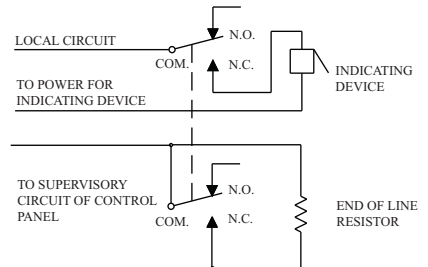 LOCAL CIRCUIT
N.O.
COM.
N.C.
TO POWER FOR
INDICATING DEVICE
INDICATING
DEVICE
TO SUPERVISORY
CIRCUIT OF CONTROL
PANEL
N.O.
COM.
N.C.
END OF LINE
RESISTOR